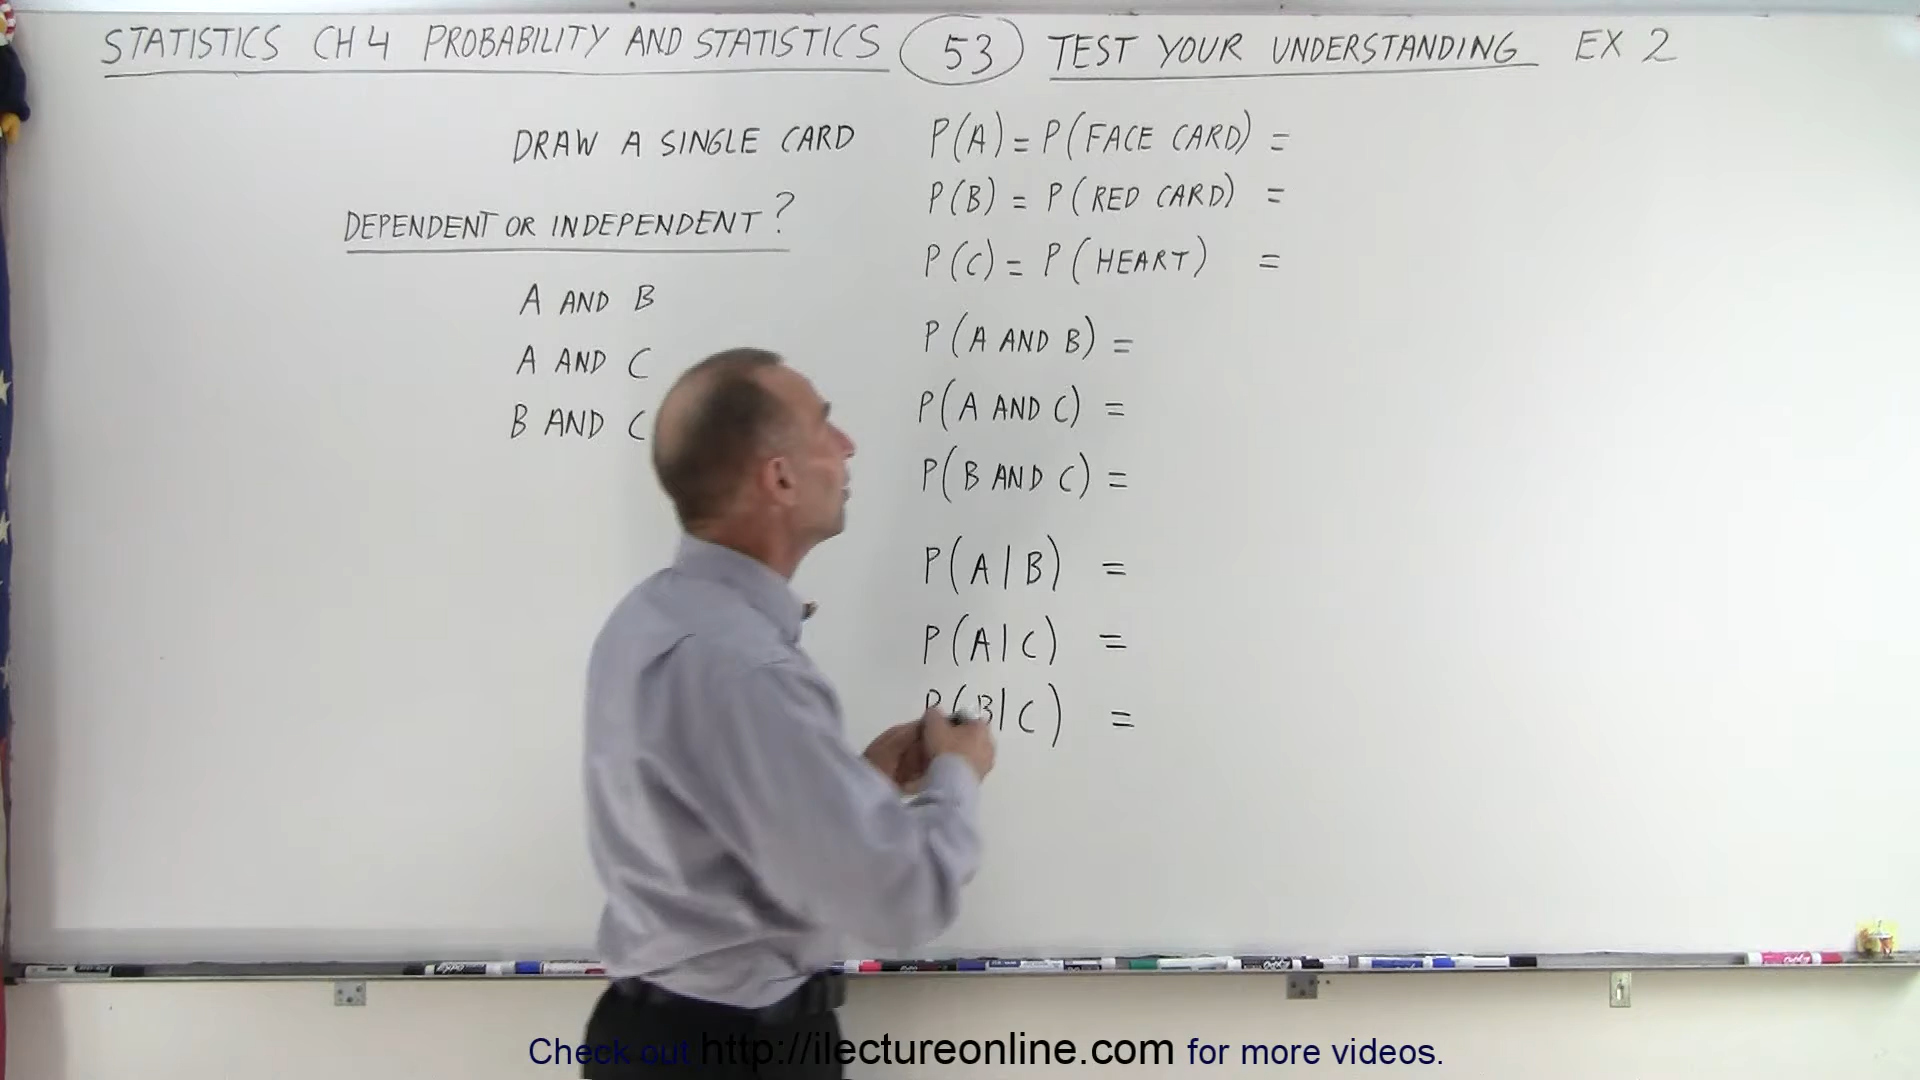 STATISTICS CH 4 PROBABILITY AND STATISTICS 53 TEST YOUR UNDERSTANDING EX 2
DRAW A SINGLE CARD
DEPENDENT OR INDEPENDENT?
A AND B
A AND C
B AND C
P(A) = P(FACE CARD) =
P(B) = P(RED CARD) =
P(C) = P(HEART) =
P(A AND B) =
P(A AND C) =
P(B AND C) =
P(A|B) =
P(A|C) =
P(B|C) =
Check out http://ilectureonline.com for more videos.